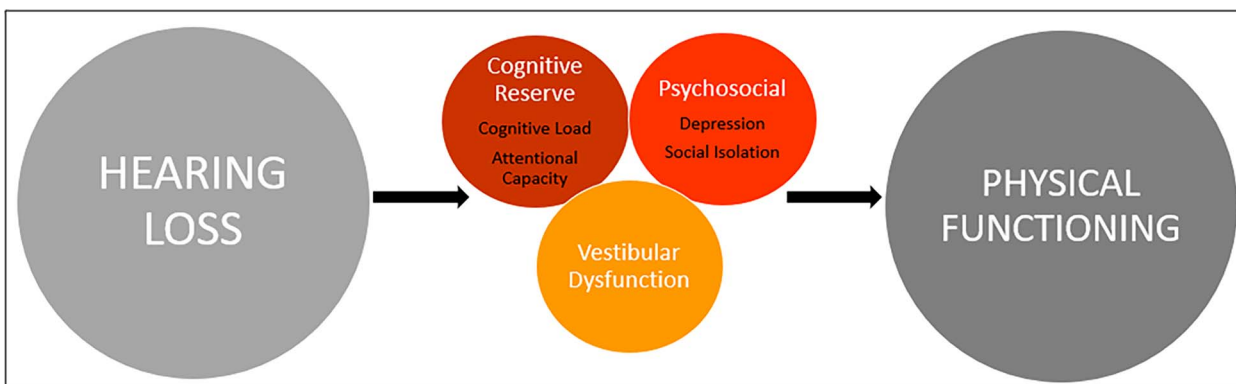 HEARING
LOSS
Cognitive
Reserve
Cognitive Load
Attentional
Capacity
Psychosocial
Depression
Social Isolation
Vestibular
Dysfunction
PHYSICAL
FUNCTIONING